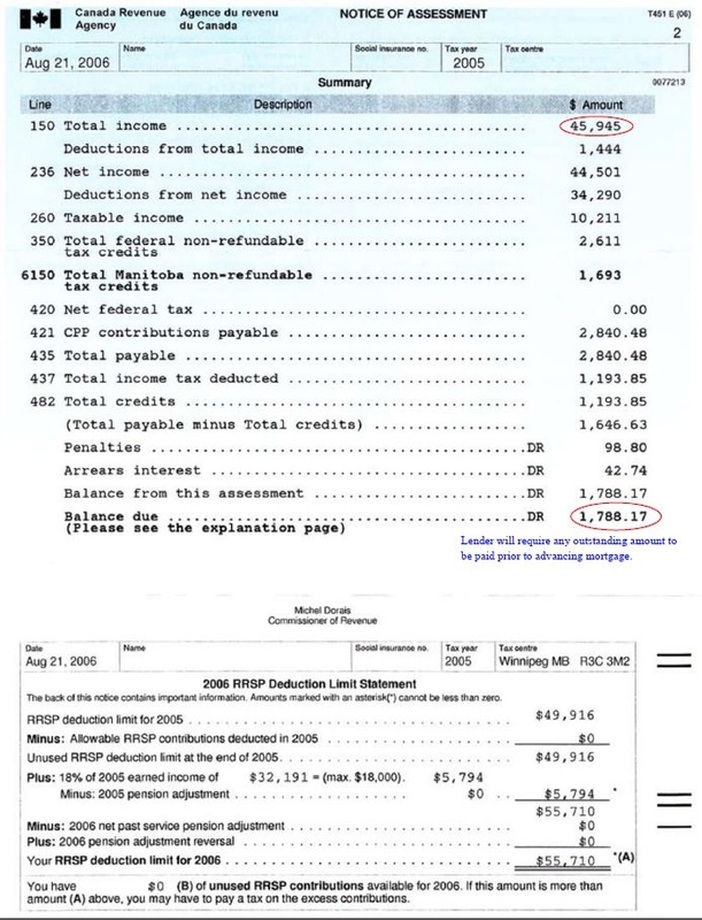 Canada Revenue Agence du revenu NOTICE OF ASSESSMENT T451 E (06)
Agency du Canada
2
Date Name Social insurance no. Tax year Tax centre
Aug 21, 2006 2005
Summary 0077213
Line Description $ Amount
150 Total income ........................................ 45,945
Deductions from total income ........................ 1,444
236 Net income .......................................... 44,501
Deductions from net income .......................... 34,290
260 Taxable income ...................................... 10,211
350 Total federal non-refundable ........................ 2,611
tax credits
6150 Total Manitoba non-refundable ....................... 1,693
tax credits
420 Net federal tax ..................................... 0.00
421 CPP contributions payable ........................... 2,840.48
435 Total payable ....................................... 2,840.48
437 Total income tax deducted ........................... 1,193.85
482 Total credits ....................................... 1,193.85
(Total payable minus Total credits) ................. 1,646.63
Penalties ........................................DR 98.80
Arrears interest .................................DR 42.74
Balance from this assessment .....................DR 1,788.17
Balance due ......................................DR 1,788.17
(Please see the explanation page)
Lender will require any outstanding amount to
be paid prior to advancing mortgage.
Michel Dorais
Commissioner of Revenue
Date Name Social insurance no. Tax year Tax centre
Aug 21, 2006 2005 Winnipeg MB R3C 3M2
2006 RRSP Deduction Limit Statement
The back of this notice contains important information. Amounts marked with an asterisk(*) cannot be less than zero.
RRSP deduction limit for 2005 . . . . . . . . . . $49,916
Minus: Allowable RRSP contributions deducted in 2005 . . . . . . . . . . $0
Unused RRSP deduction limit at the end of 2005. . . . . . . . . . $49,916
Plus: 18% of 2005 earned income of $32,191 = (max. $18,000). $5,794
Minus: 2005 pension adjustment . . . . . . . . . . $0 . . $5,794 *
$55,710
Minus: 2006 net past service pension adjustment . . . . . . . . . . $0
Plus: 2006 pension adjustment reversal . . . . . . . . . . $0
Your RRSP deduction limit for 2006 . . . . . . . . . . $55,710 *(A)
You have $0 (B) of unused RRSP contributions available for 2006. If this amount is more than
amount (A) above, you may have to pay a tax on the excess contributions.